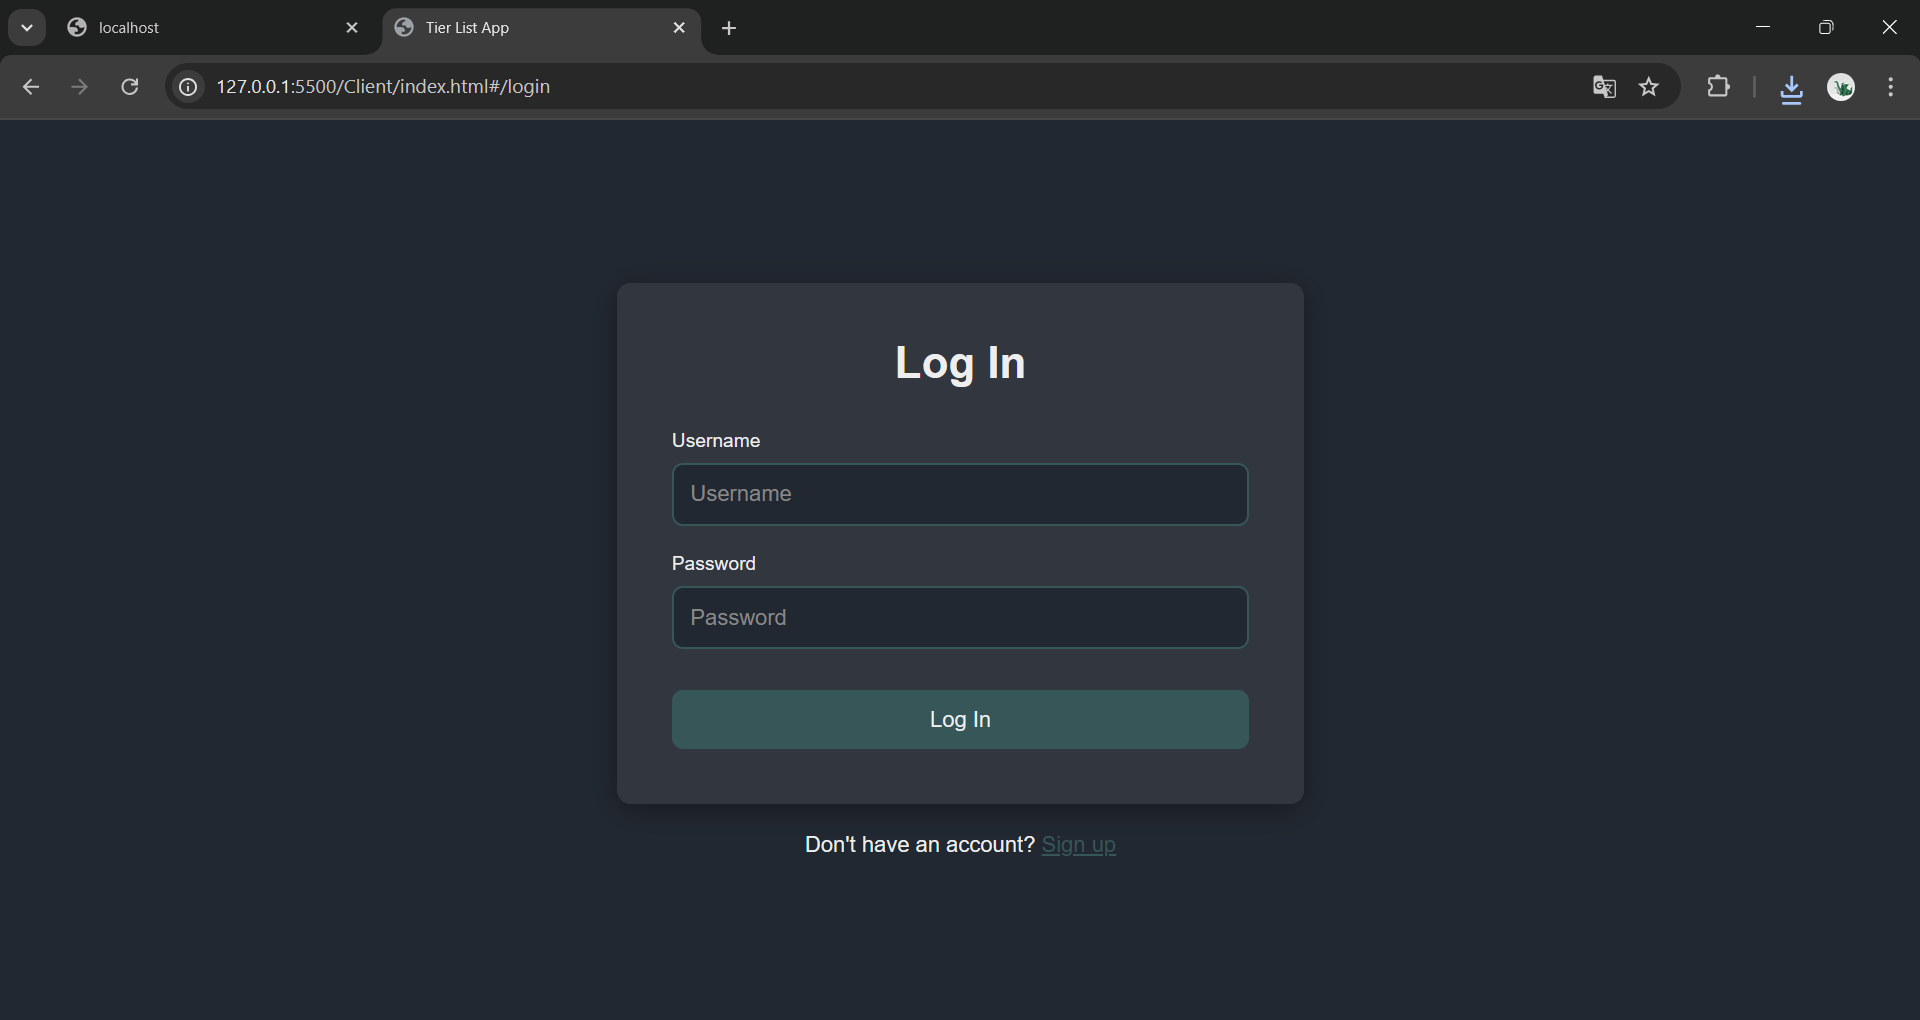 localhost
Tier List App
127.0.0.1:5500/Client/index.html#/login
Log In
Username
Username
Password
Password
Log In
Don't have an account? Sign up